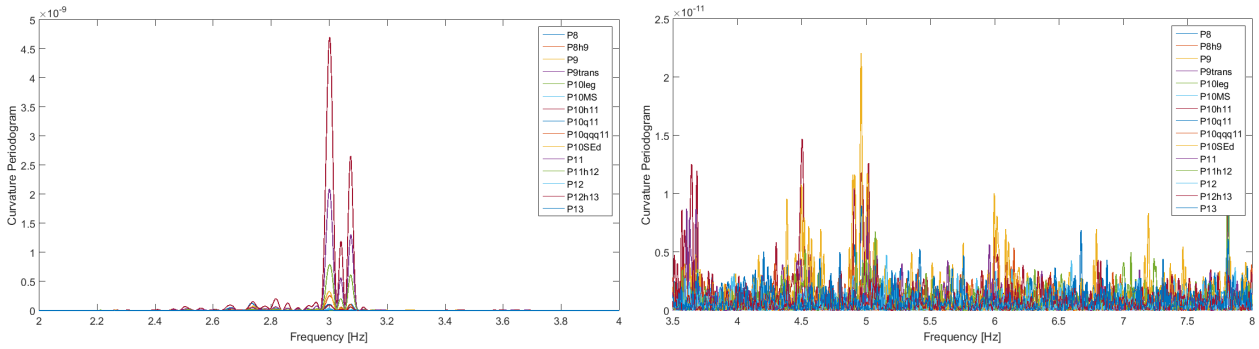 ×10⁻⁹
5
4.5
4
3.5
3
2.5
2
1.5
1
0.5
0
Curvature Periodogram
2 2.2 2.4 2.6 2.8 3 3.2 3.4 3.6 3.8 4
Frequency [Hz]
P8
P8h9
P9
P9trans
P10leg
P10MS
P10h11
P10q11
P10qqq11
P10SEd
P11
P11h12
P12
P12h13
P13
×10⁻¹¹
2.5
2
1.5
1
0.5
0
Curvature Periodogram
3.5 4 4.5 5 5.5 6 6.5 7 7.5 8
Frequency [Hz]
P8
P8h9
P9
P9trans
P10leg
P10MS
P10h11
P10q11
P10qqq11
P10SEd
P11
P11h12
P12
P12h13
P13